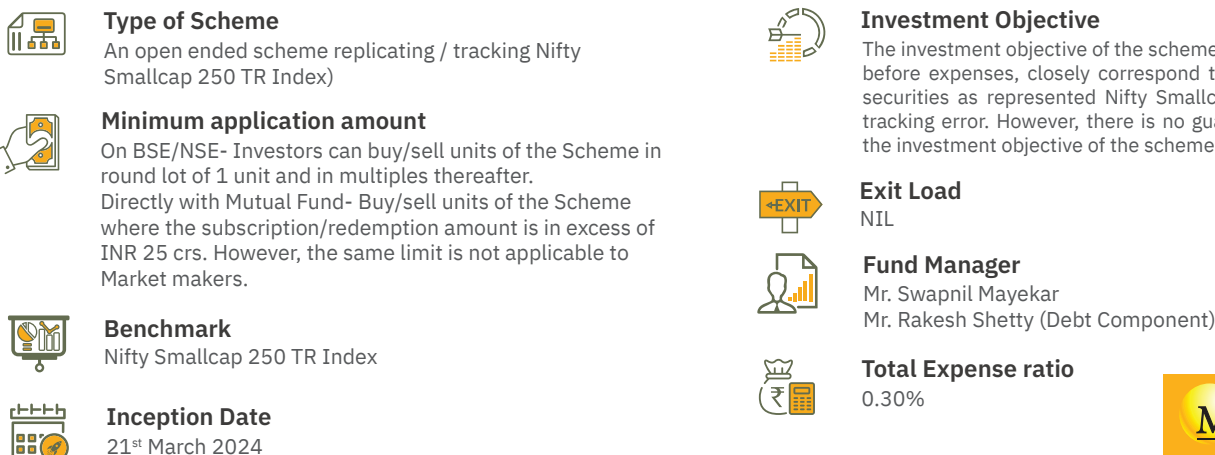 Type of Scheme
An open ended scheme replicating / tracking Nifty
Smallcap 250 TR Index)
Minimum application amount
On BSE/NSE- Investors can buy/sell units of the Scheme in
round lot of 1 unit and in multiples thereafter.
Directly with Mutual Fund- Buy/sell units of the Scheme
where the subscription/redemption amount is in excess of
INR 25 crs. However, the same limit is not applicable to
Market makers.
Benchmark
Nifty Smallcap 250 TR Index
Inception Date
21st March 2024
Investment Objective
The investment objective of the scheme
before expenses, closely correspond
securities as represented Nifty
tracking error. However, there is no
the investment objective of the scheme
EXIT
Exit Load
NIL
Fund Manager
Mr. Swapnil Mayekar
Mr. Rakesh Shetty (Debt Component)
Total Expense ratio
₹
0.30%
M